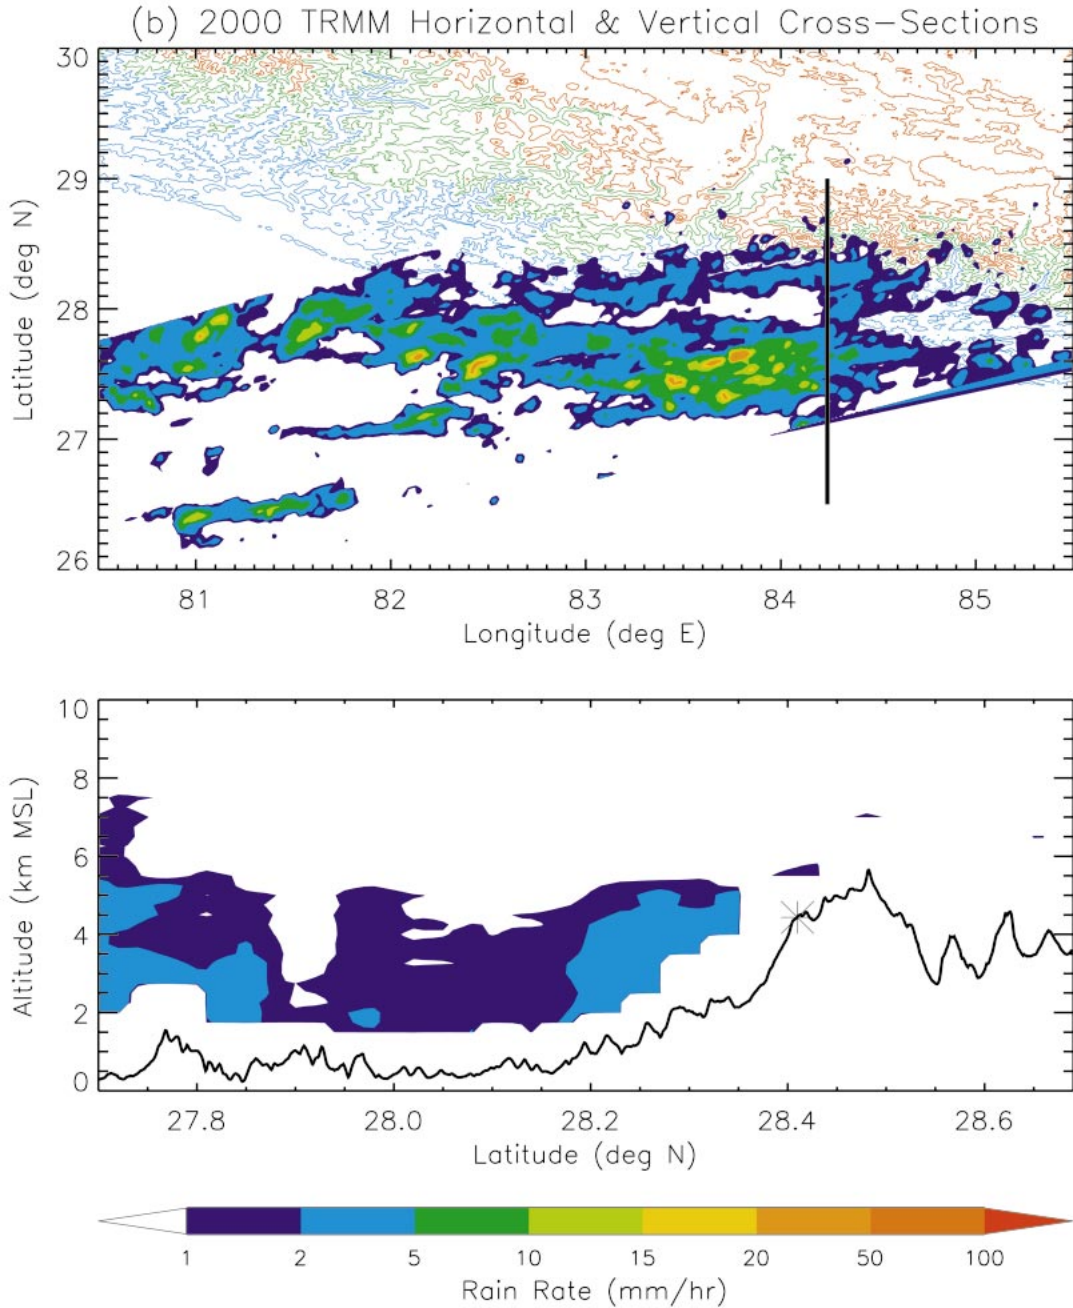 (b) 2000 TRMM Horizontal & Vertical Cross-Sections
30
29
28
27
26
Latitude (deg N)
81 82 83 84 85
Longitude (deg E)
10
8
6
4
2
0
Altitude (km MSL)
27.8 28.0 28.2 28.4 28.6
Latitude (deg N)
1 2 5 10 15 20 50 100
Rain Rate (mm/hr)